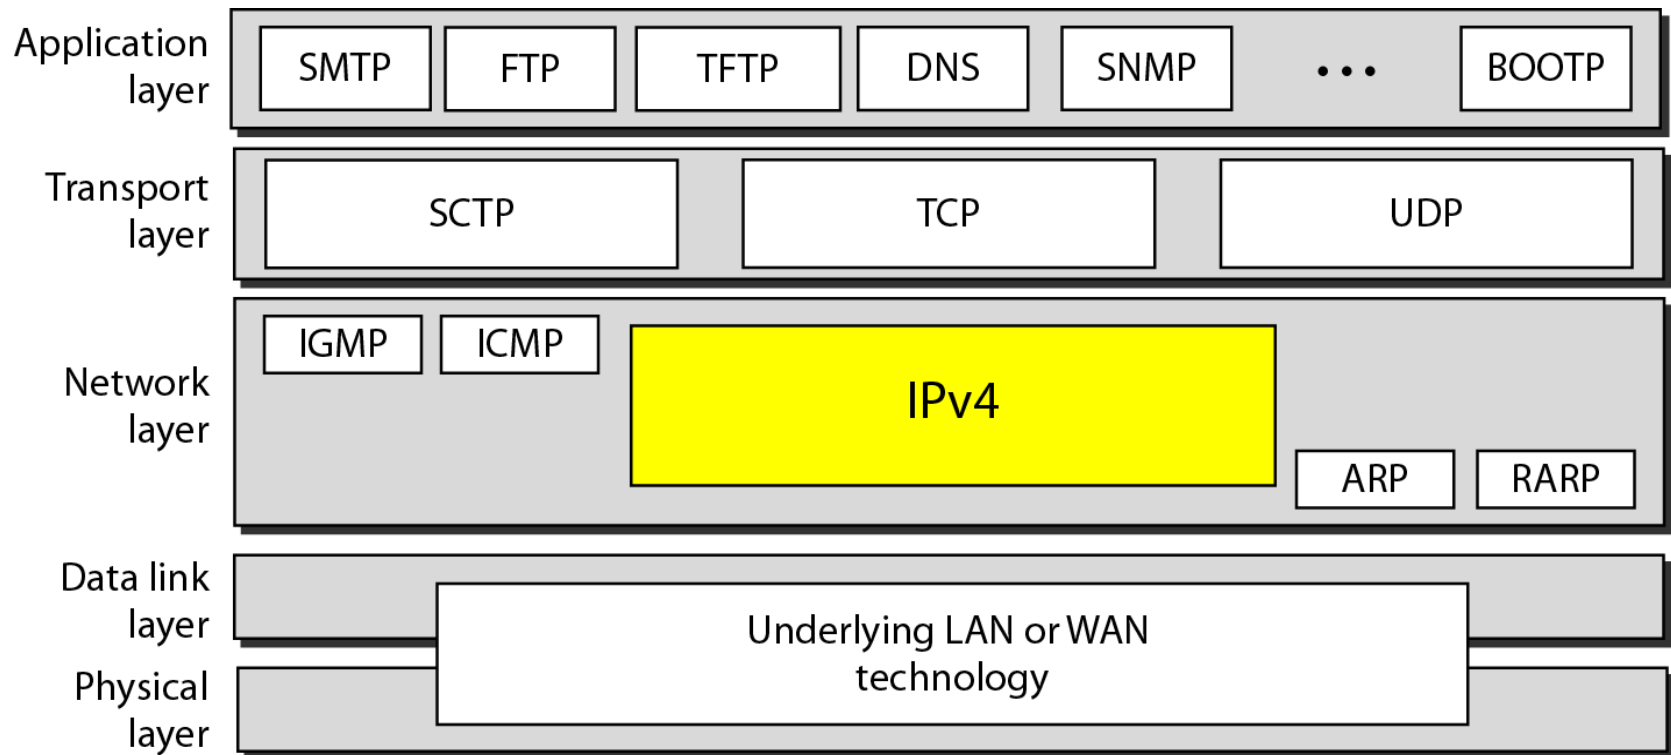 Application
layer
SMTP
FTP
TFTP
DNS
SNMP
•••
BOOTP
Transport
layer
SCTP
TCP
UDP
Network
layer
IGMP
ICMP
IPv4
ARP
RARP
Data link
layer
Underlying LAN or WAN
technology
Physical
layer